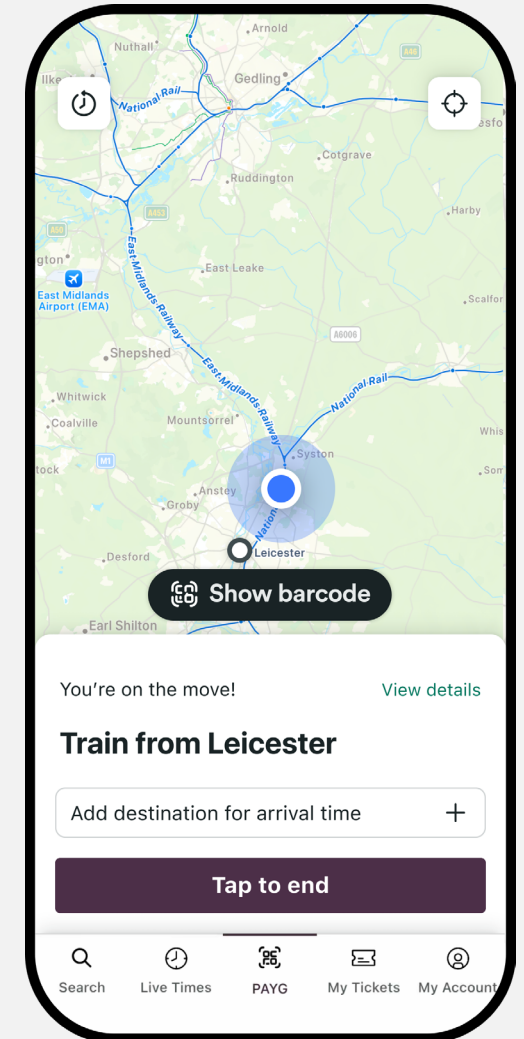 Arnold
Nuthall
A46
Gedling
National Rail
Cotgrave
Ruddington
A453
Harby
A50
East Midlands Railway
East Leake
East Midlands
Airport (EMA)
A6006
Shepshed
East Midlands Railway
National Rail
Whitwick
Mountsorrel
Coalville
Syston
M1
Anstey
Groby
Leicester
Desford
Show barcode
Earl Shilton
You're on the move!
View details
Train from Leicester
Add destination for arrival time
Tap to end
Search
Live Times
PAYG
My Tickets
My Account